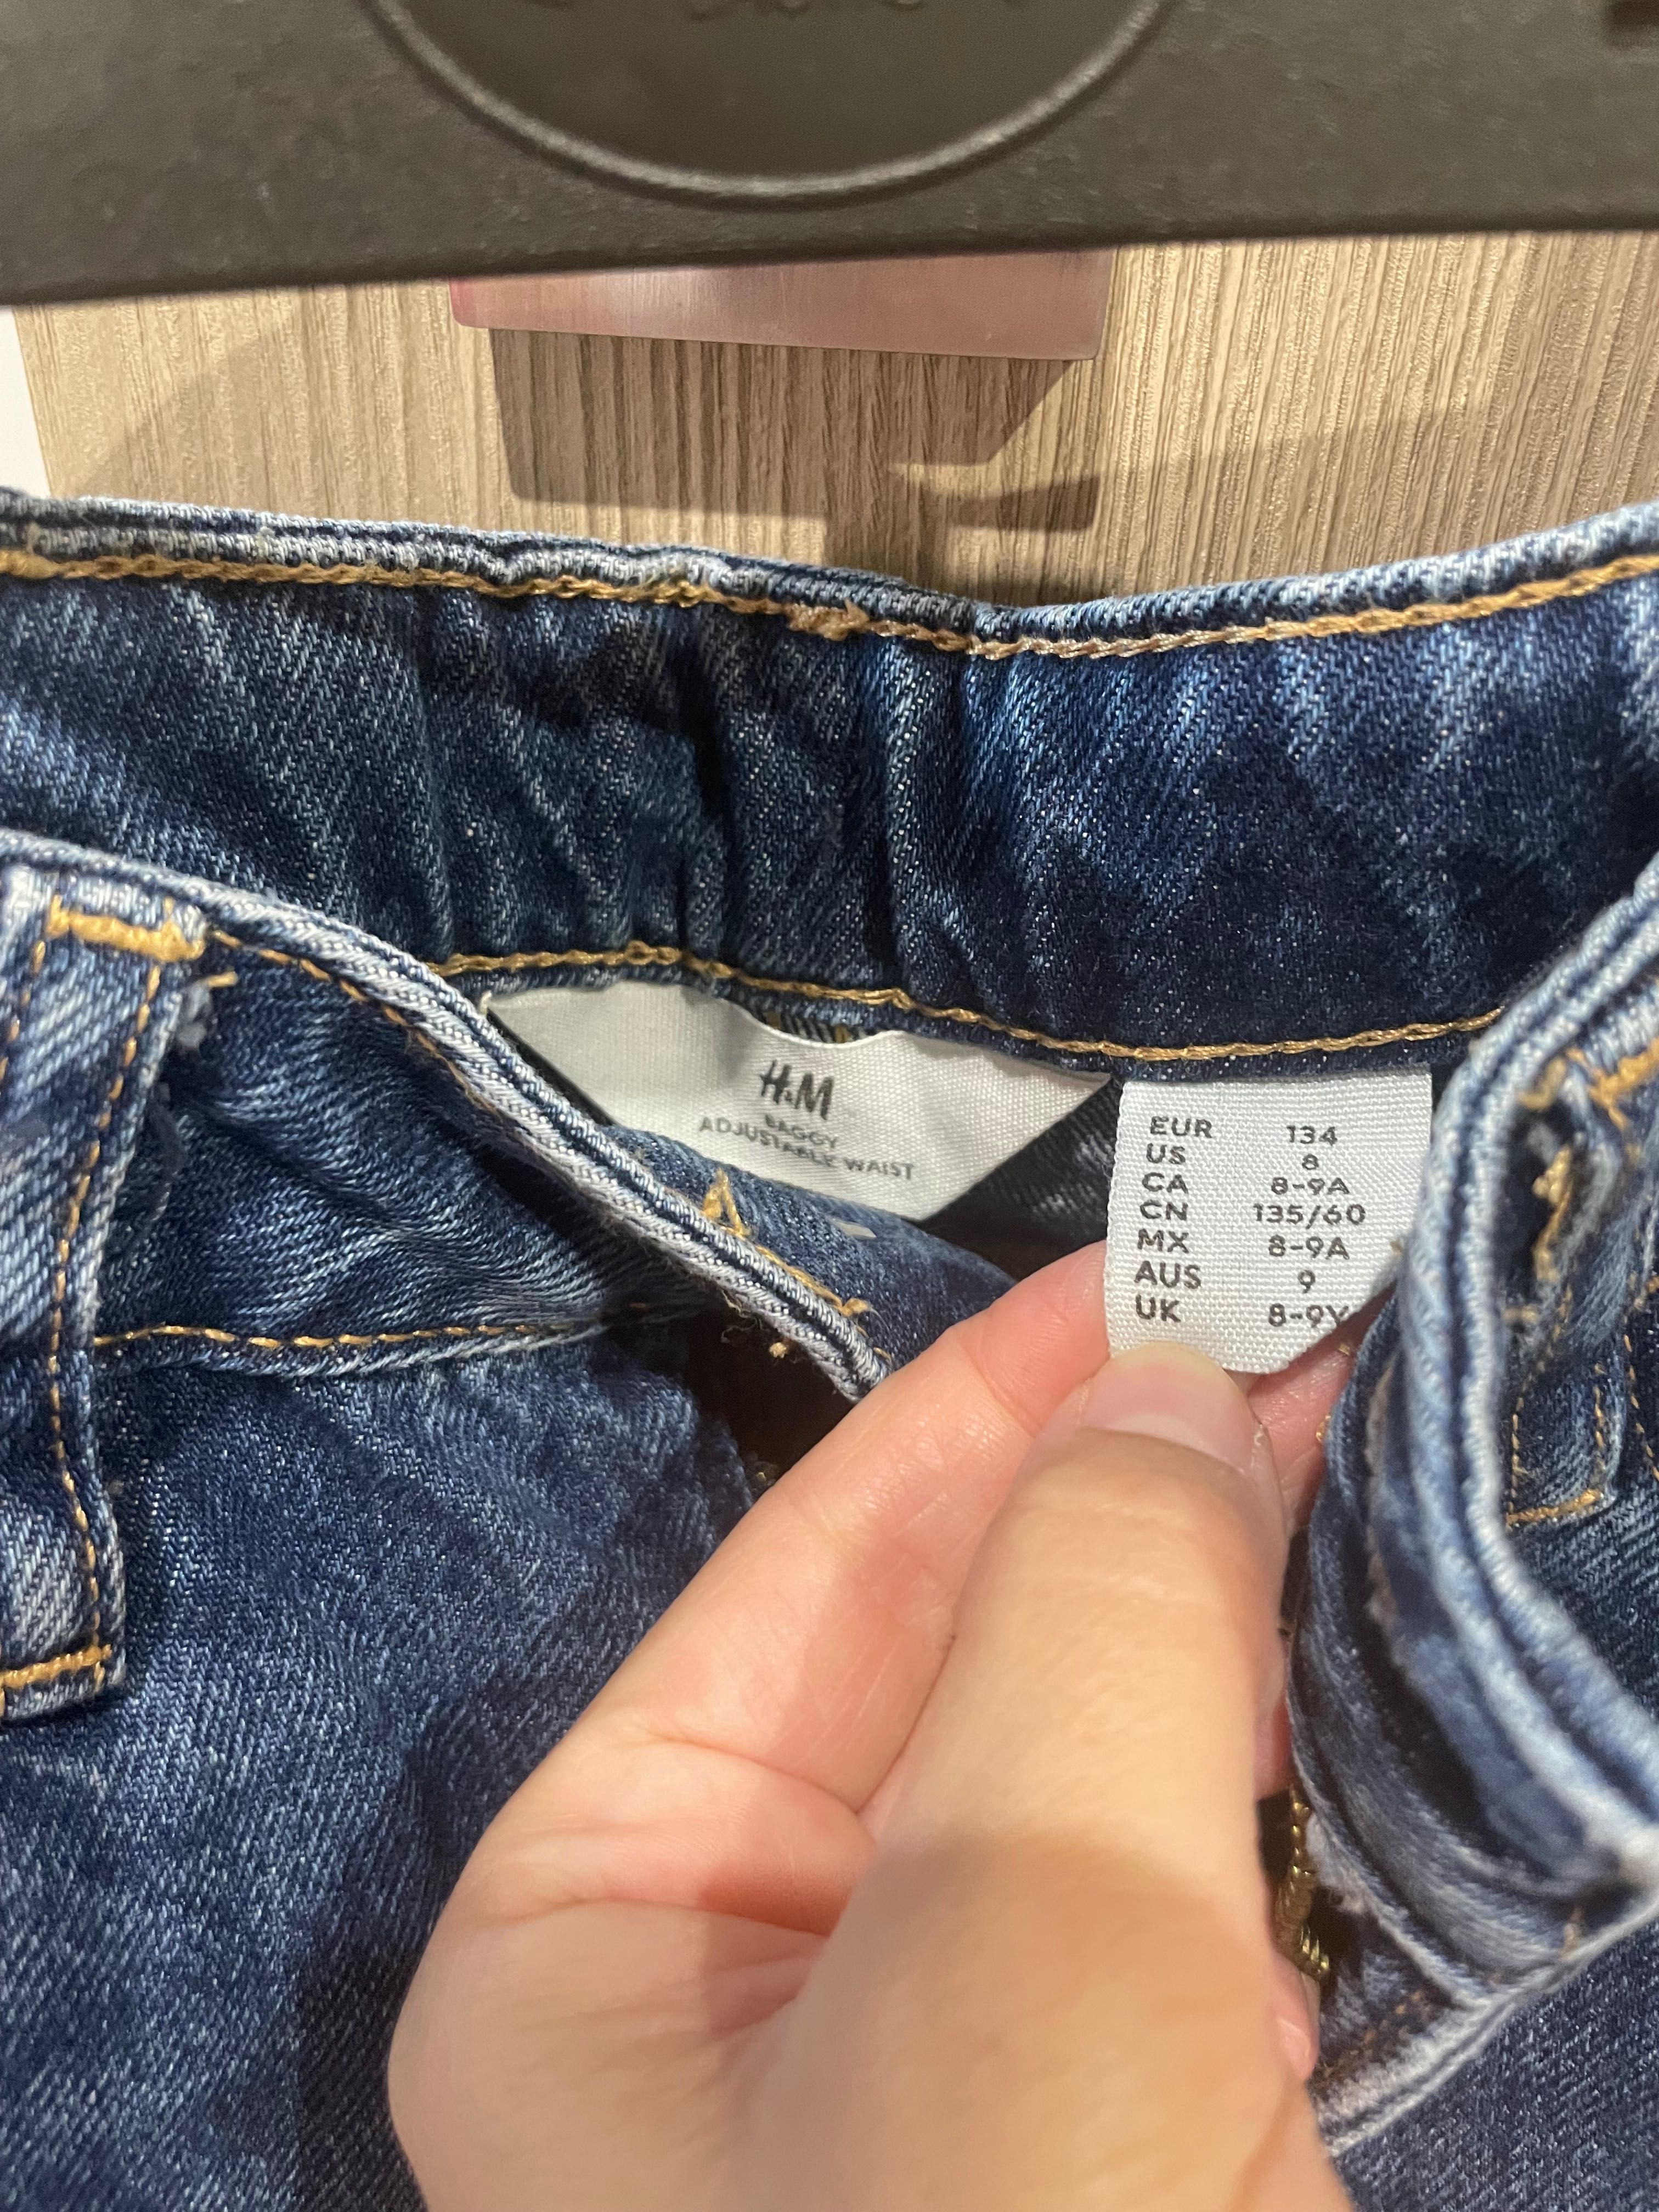 H&M
BAGGY
ADJUSTABLE WAIST
EUR 134
US 8
CA 8-9A
CN 135/60
MX 8-9A
AUS 9
UK 8-9Y